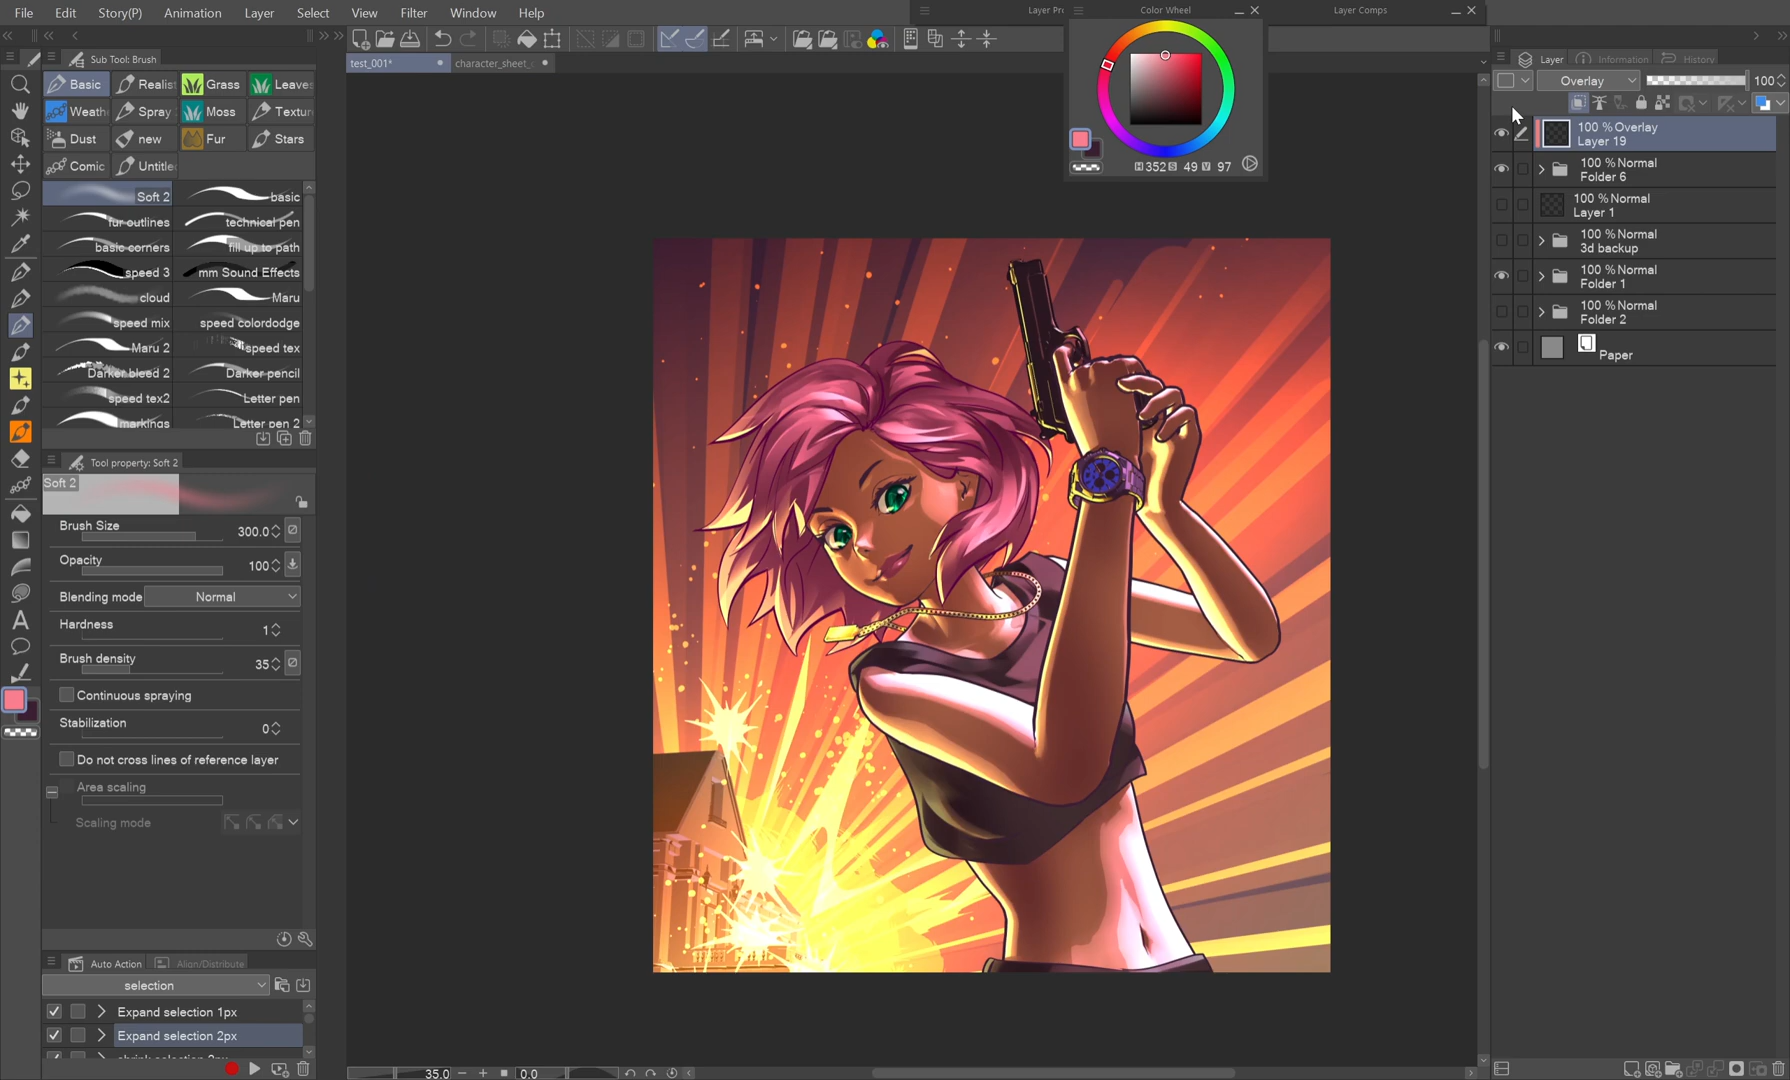 File Edit Story(P) Animation Layer Select View Filter Window Help
Layer Pr
Color Wheel
Layer Comps
Sub Tool: Brush
test_001*
character_sheet_
Layer
Information
History
Basic
Realist
Grass
Leave
Overlay
100
Weath
Spray
Moss
Textur
Dust
new
Fur
Stars
Comic
Untitle
H 352 S 49 V 97
100 % Overlay
Layer 19
100 % Normal
Folder 6
100 % Normal
Layer 1
100 % Normal
3d backup
100 % Normal
Folder 1
100 % Normal
Folder 2
Paper
Soft 2
basic
fur outlines
technical pen
basic corners
fill up to path
speed 3
mm Sound Effects
cloud
Maru
speed mix
speed colordodge
Maru 2
speed tex
Darker bleed 2
Darker pencil
speed tex2
Letter pen
markings
Letter pen 2
Tool property: Soft 2
Soft 2
Brush Size 300.0
Opacity 100
Blending mode Normal
Hardness 1
Brush density 35
Continuous spraying
Stabilization 0
Do not cross lines of reference layer
Area scaling
Scaling mode
Auto Action
Align/Distribute
selection
Expand selection 1px
Expand selection 2px
35.0
0.0